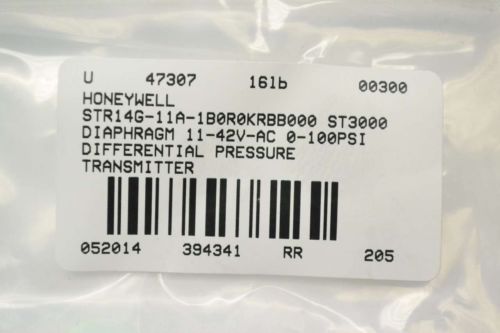 U 47307 16lb 00300
HONEYWELL
STR14G-11A-1B0R0KRBB000 ST3000
DIAPHRAGM 11-42V-AC 0-100PSI
DIFFERENTIAL PRESSURE
TRANSMITTER
052014 394341 RR 205